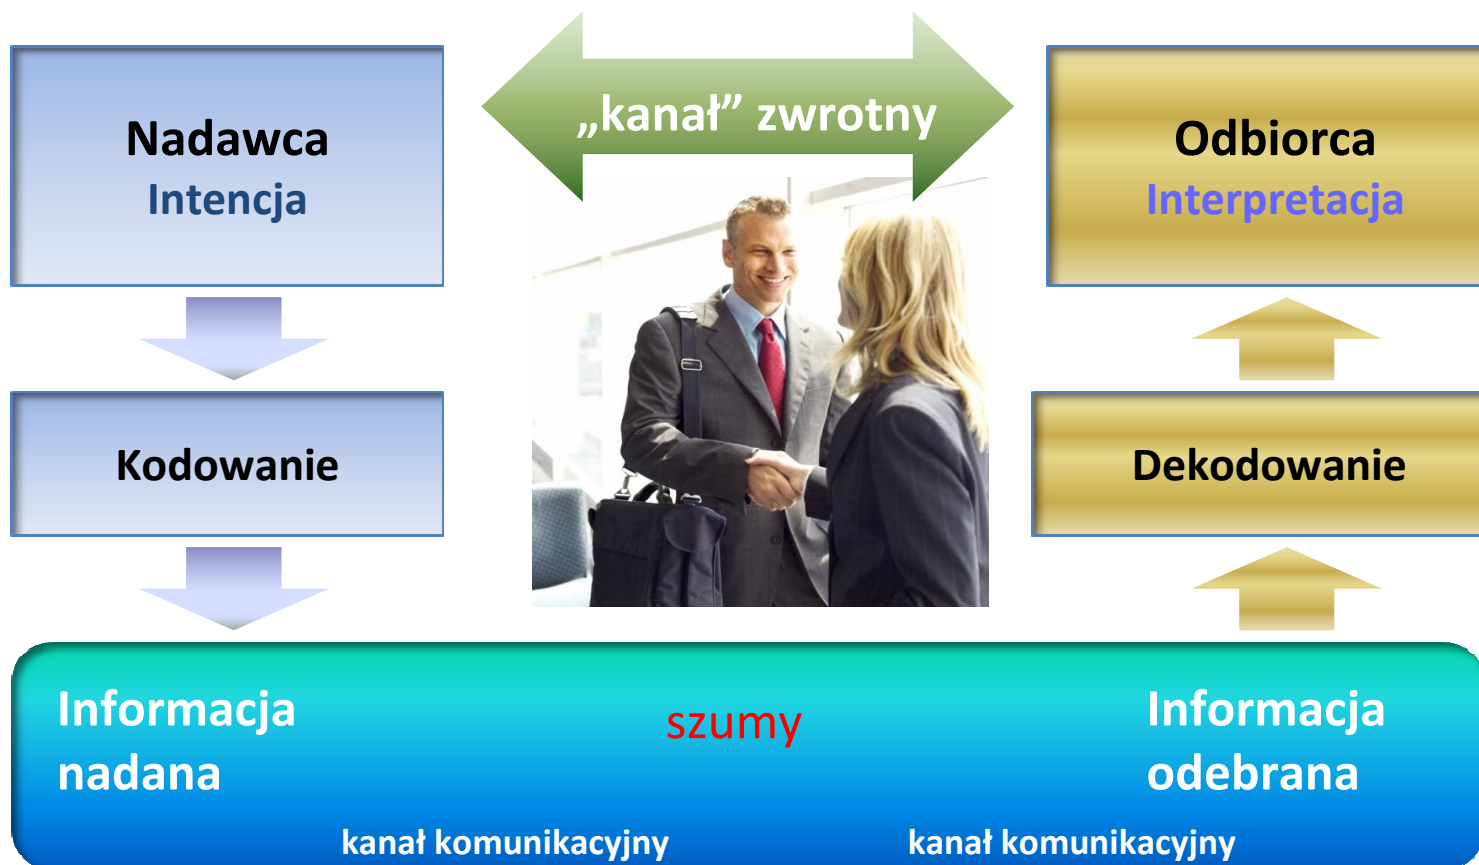 Nadawca
Intencja
„kanał” zwrotny
Odbiorca
Interpretacja
Kodowanie
Dekodowanie
Informacja
nadana
szumy
Informacja
odebrana
kanał komunikacyjny
kanał komunikacyjny